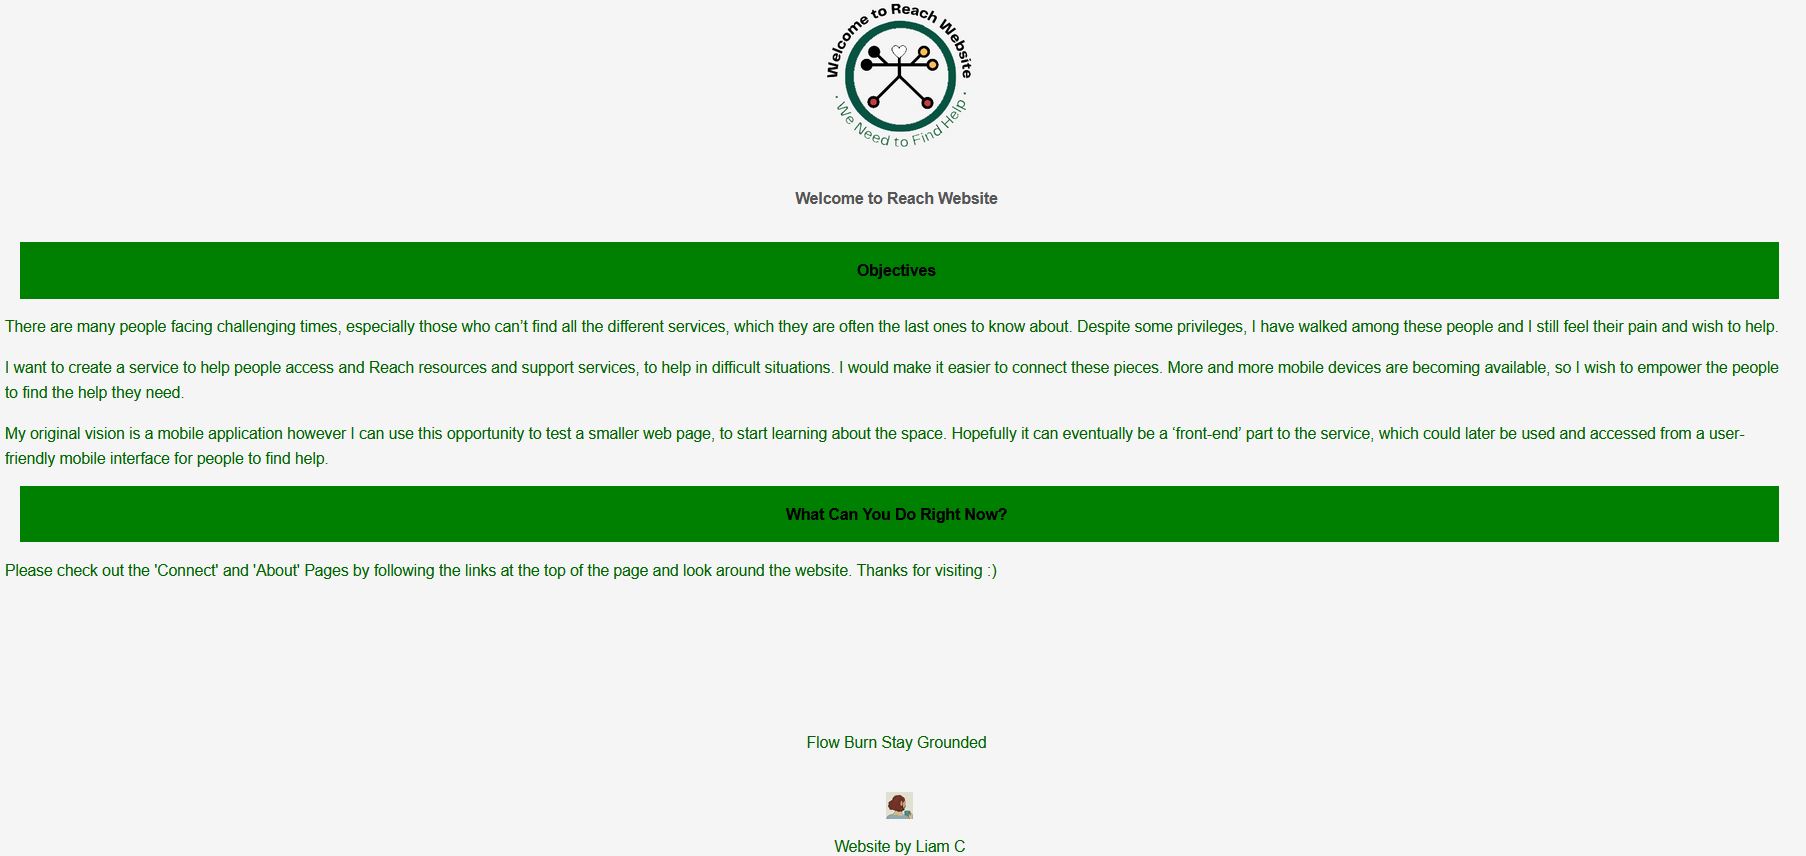 Welcome to Reach Website
· We Need to Find Help ·
Welcome to Reach Website
Objectives
There are many people facing challenging times, especially those who can’t find all the different services, which they are often the last ones to know about. Despite some privileges, I have walked among these people and I still feel their pain and wish to help.
I want to create a service to help people access and Reach resources and support services, to help in difficult situations. I would make it easier to connect these pieces. More and more mobile devices are becoming available, so I wish to empower the people
to find the help they need.
My original vision is a mobile application however I can use this opportunity to test a smaller web page, to start learning about the space. Hopefully it can eventually be a ‘front-end’ part to the service, which could later be used and accessed from a user-
friendly mobile interface for people to find help.
What Can You Do Right Now?
Please check out the 'Connect' and 'About' Pages by following the links at the top of the page and look around the website. Thanks for visiting :)
Flow Burn Stay Grounded
Website by Liam C